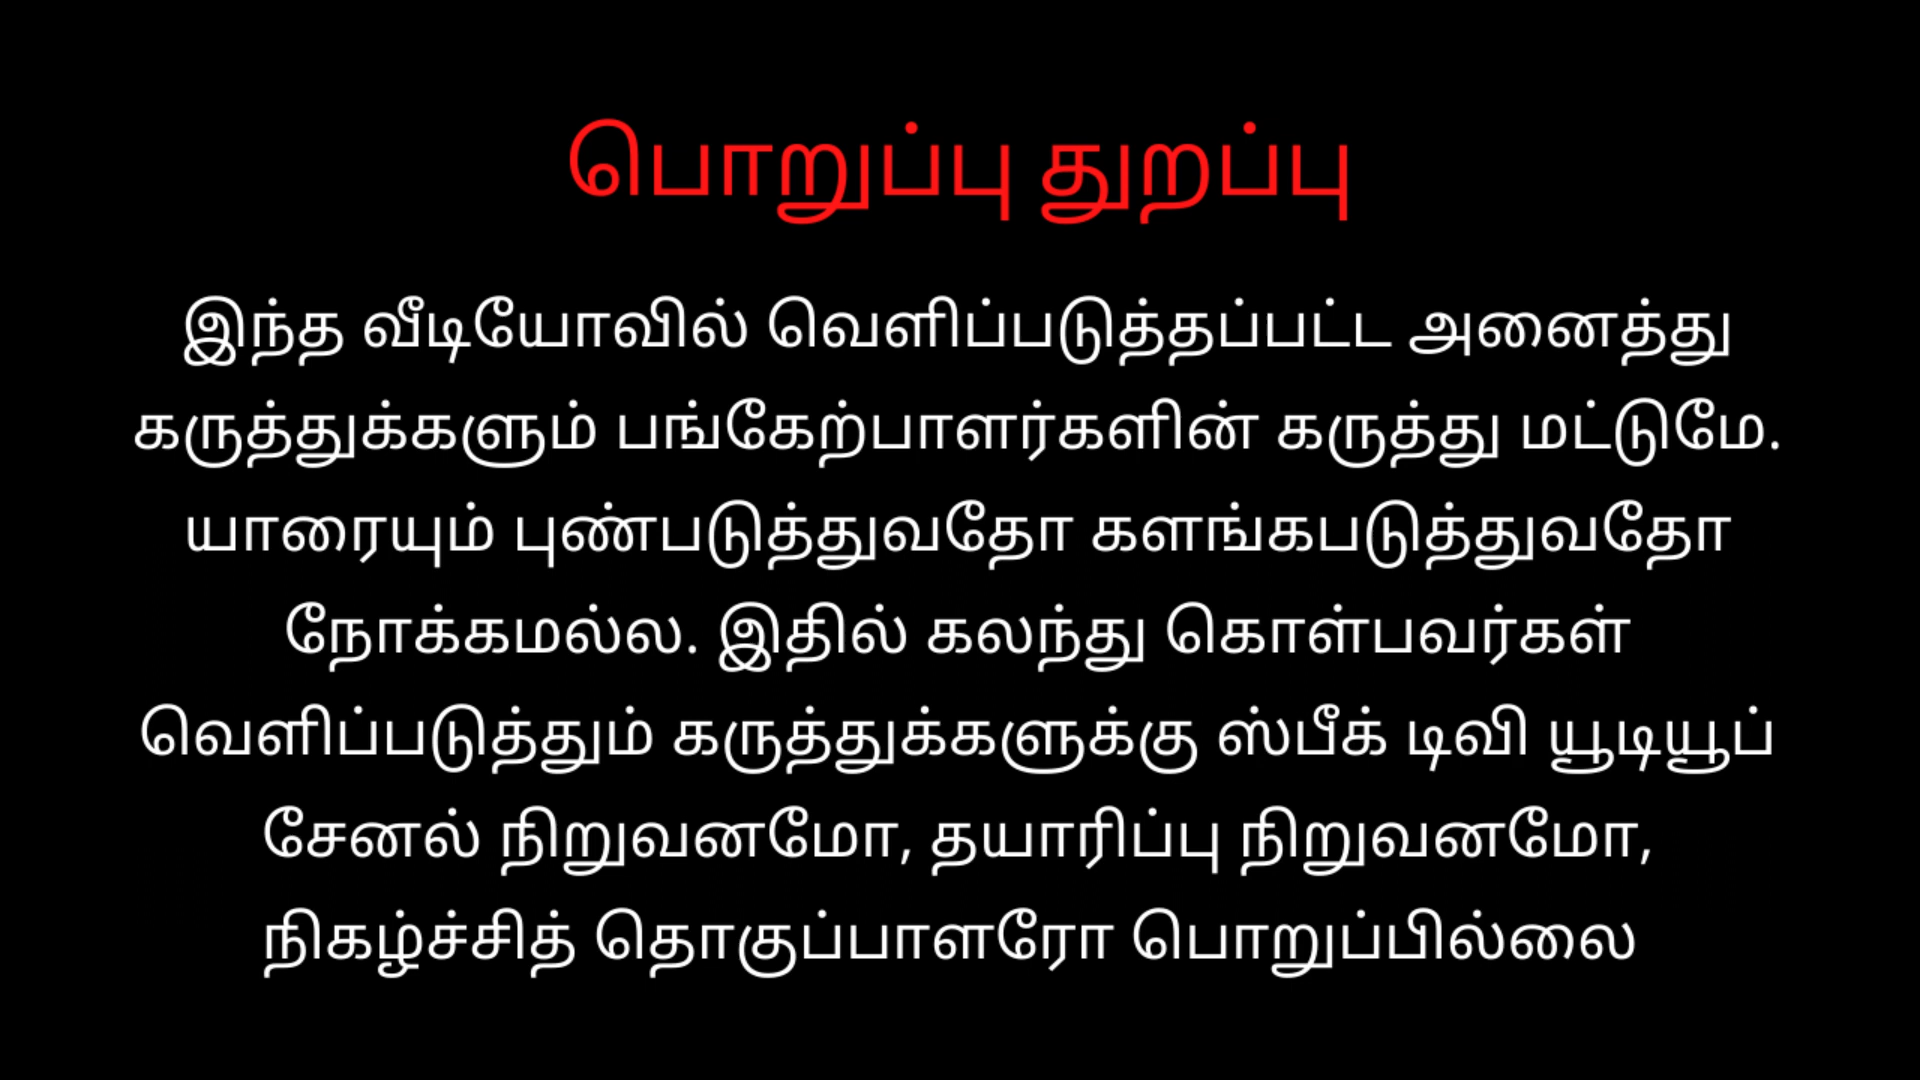 பொறுப்பு துறப்பு
இந்த வீடியோவில் வெளிப்படுத்தப்பட்ட அனைத்து
கருத்துக்களும் பங்கேற்பாளர்களின் கருத்து மட்டுமே.
யாரையும் புண்படுத்துவதோ களங்கபடுத்துவதோ
நோக்கமல்ல. இதில் கலந்து கொள்பவர்கள்
வெளிப்படுத்தும் கருத்துக்களுக்கு ஸ்பீக் டிவி யூடியூப்
சேனல் நிறுவனமோ, தயாரிப்பு நிறுவனமோ,
நிகழ்ச்சித் தொகுப்பாளரோ பொறுப்பில்லை